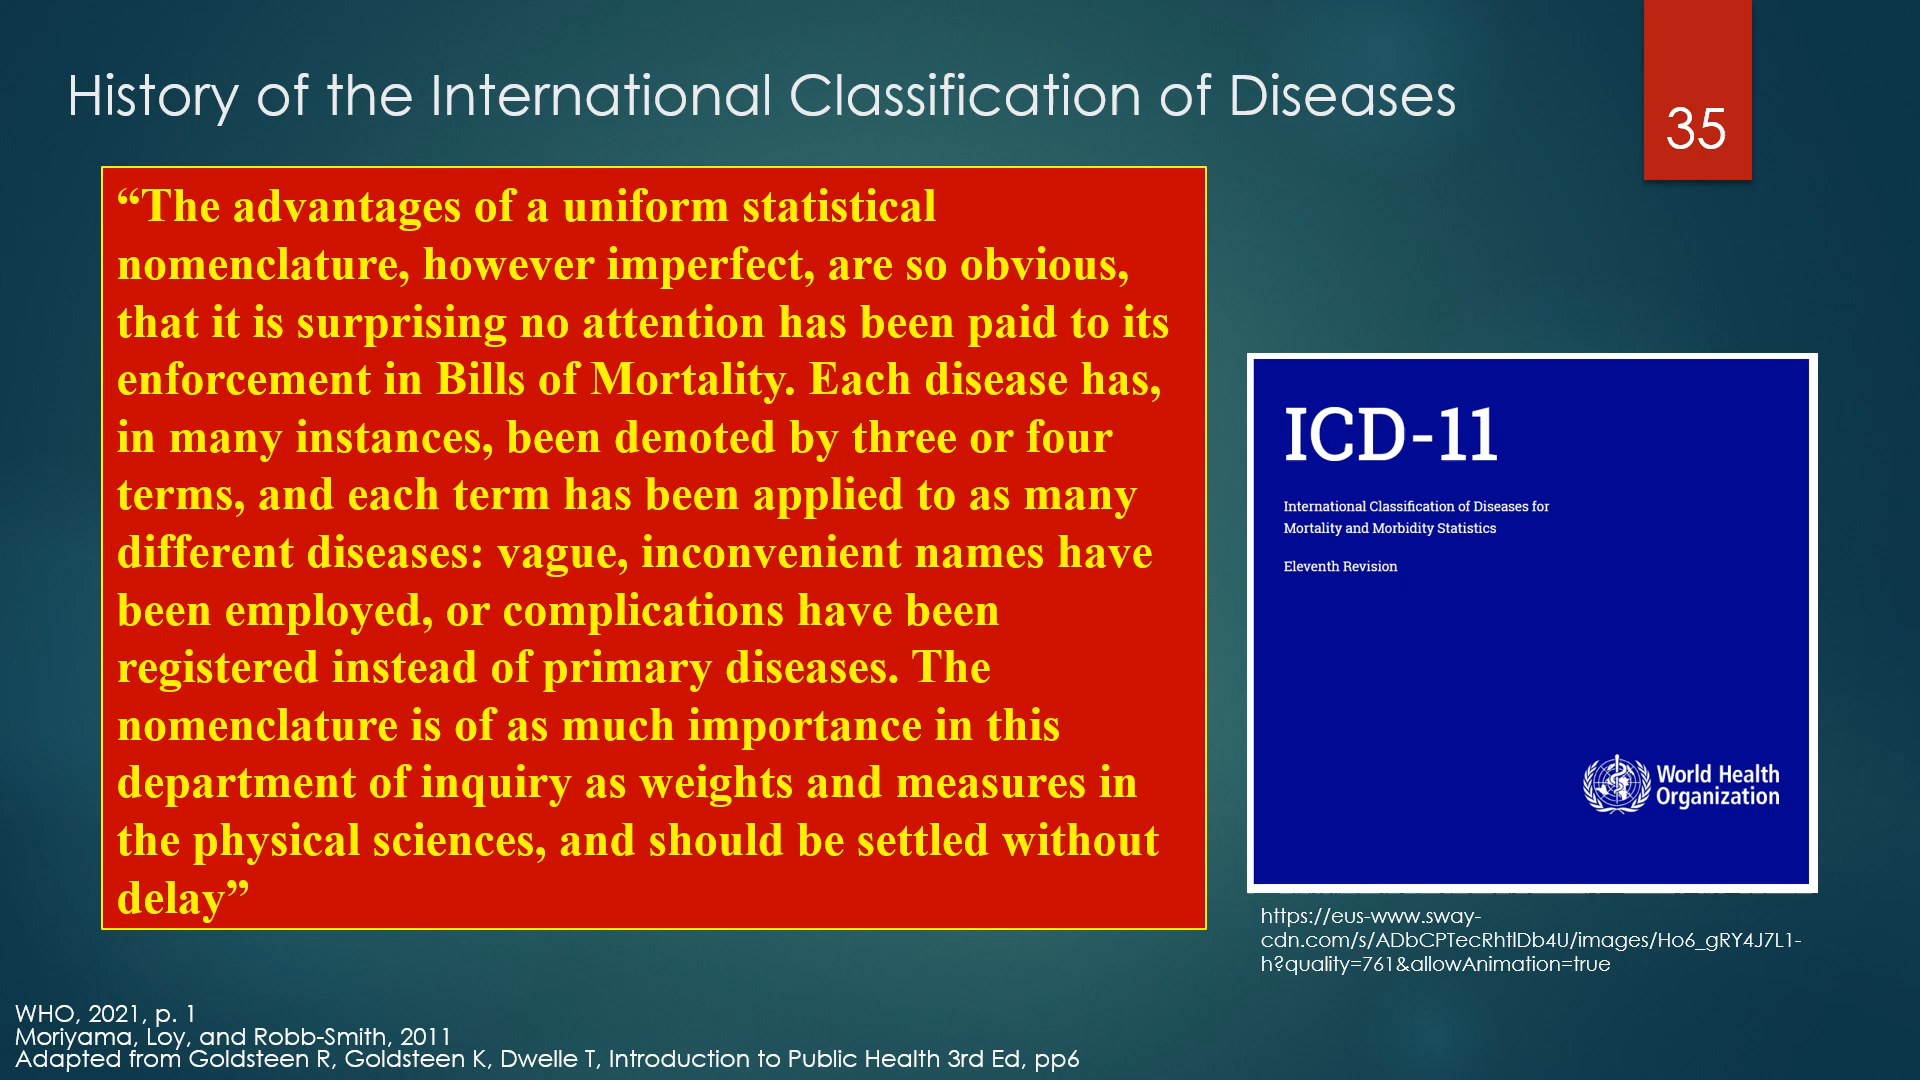 History of the International Classification of Diseases
35
“The advantages of a uniform statistical
nomenclature, however imperfect, are so obvious,
that it is surprising no attention has been paid to its
enforcement in Bills of Mortality. Each disease has,
in many instances, been denoted by three or four
terms, and each term has been applied to as many
different diseases: vague, inconvenient names have
been employed, or complications have been
registered instead of primary diseases. The
nomenclature is of as much importance in this
department of inquiry as weights and measures in
the physical sciences, and should be settled without
delay”
ICD-11
International Classification of Diseases for
Mortality and Morbidity Statistics
Eleventh Revision
World Health
Organization
https://eus-www.sway-
cdn.com/s/ADbCPTecRhtlDb4U/images/Ho6_gRY4J7L1-
h?quality=761&allowAnimation=true
WHO, 2021, p. 1
Moriyama, Loy, and Robb-Smith, 2011
Adapted from Goldsteen R, Goldsteen K, Dwelle T, Introduction to Public Health 3rd Ed, pp6